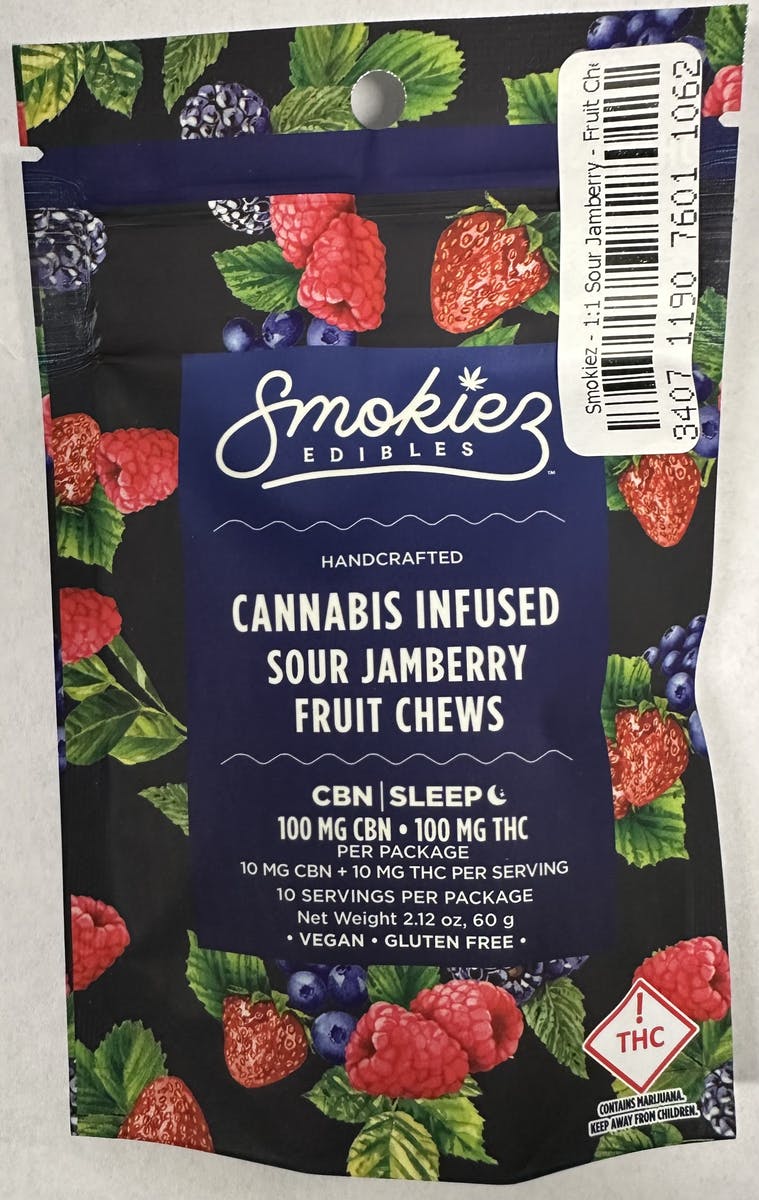 Smokiez - 1:1 Sour Jamberry - Fruit Che
3407 1190 7601 1062
Smokiez
EDIBLES
TM
HANDCRAFTED
CANNABIS INFUSED
SOUR JAMBERRY
FRUIT CHEWS
CBN | SLEEP
100 MG CBN • 100 MG THC
PER PACKAGE
10 MG CBN + 10 MG THC PER SERVING
10 SERVINGS PER PACKAGE
Net Weight 2.12 oz, 60 g
• VEGAN • GLUTEN FREE •
!
THC
CONTAINS MARIJUANA.
KEEP AWAY FROM CHILDREN.